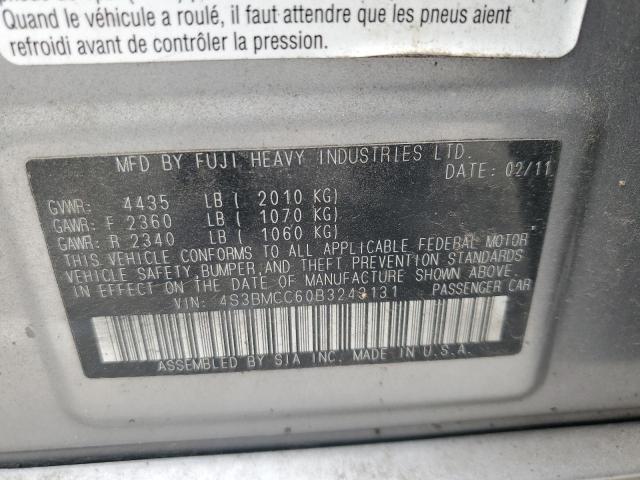 Quand le véhicule a roulé, il faut attendre que les pneus aient
refroidi avant de contrôler la pression.
MFD BY FUJI HEAVY INDUSTRIES LTD.
DATE: 02/11
GVWR: 4435 LB ( 2010 KG)
GAWR: F 2360 LB ( 1070 KG)
GAWR: R 2340 LB ( 1060 KG)
THIS VEHICLE CONFORMS TO ALL APPLICABLE FEDERAL MOTOR
VEHICLE SAFETY, BUMPER, AND THEFT PREVENTION STANDARDS
IN EFFECT ON THE DATE OF MANUFACTURE SHOWN ABOVE.
VIN: 4S3BMCC60B3243131 PASSENGER CAR
ASSEMBLED BY SIA INC. MADE IN U.S.A.